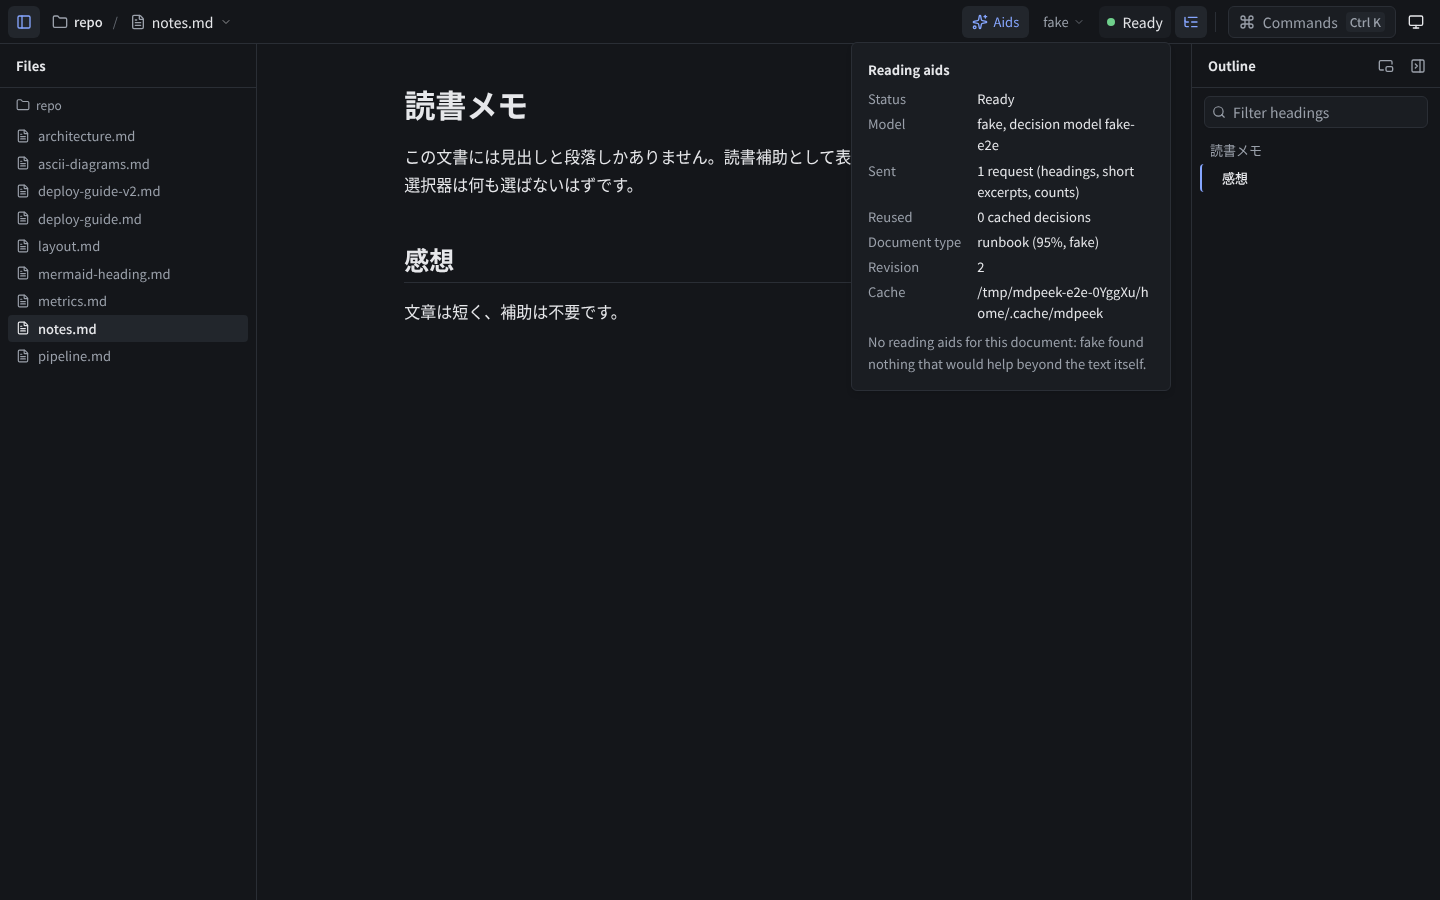 repo / notes.md
Aids
fake
Ready
Commands Ctrl K
Files
repo
architecture.md
ascii-diagrams.md
deploy-guide-v2.md
deploy-guide.md
layout.md
mermaid-heading.md
metrics.md
notes.md
pipeline.md
読書メモ
この文書には見出しと段落しかありません。読書補助として表
選択器は何も選ばないはずです。
感想
文章は短く、補助は不要です。
Reading aids
Status Ready
Model fake, decision model fake-
e2e
Sent 1 request (headings, short
excerpts, counts)
Reused 0 cached decisions
Document type runbook (95%, fake)
Revision 2
Cache /tmp/mdpeek-e2e-0YggXu/h
ome/.cache/mdpeek
No reading aids for this document: fake found
nothing that would help beyond the text itself.
Outline
Filter headings
読書メモ
感想